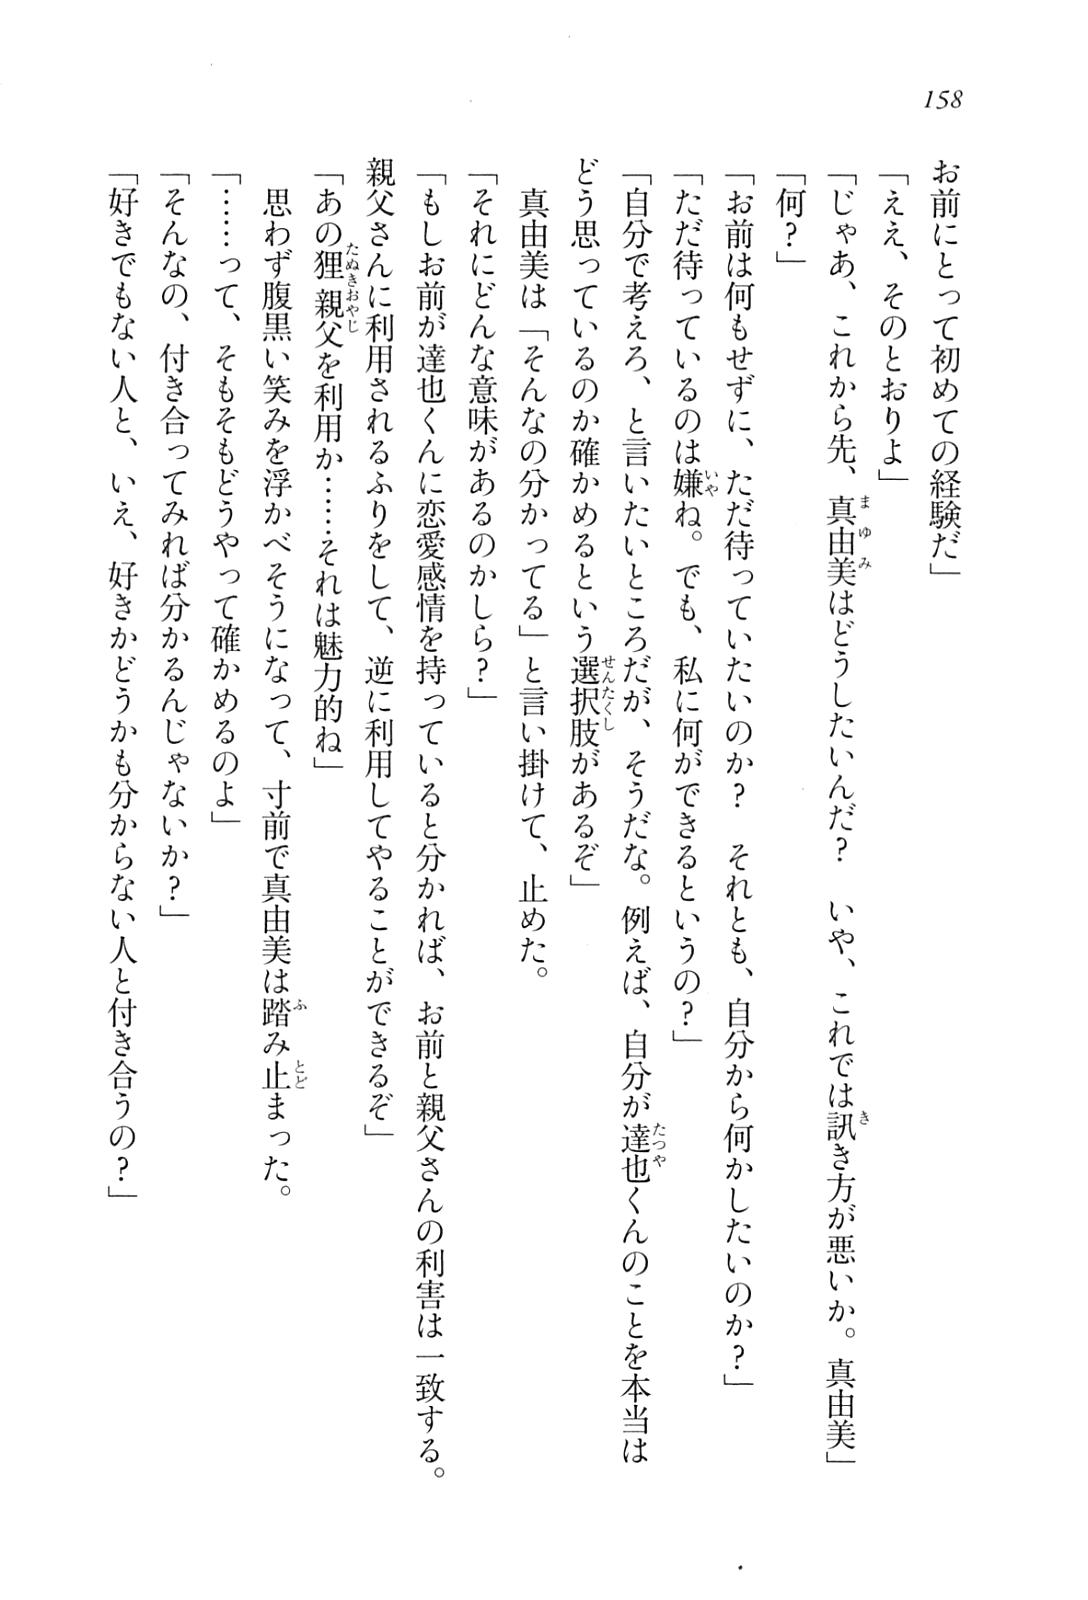 158
お前にとって初めての経験だ」
「ええ、そのとおりよ」
「じゃあ、これから先、真由美はどうしたいんだ？　いや、これでは訊き方が悪いか。真由美」
「何？」
「お前は何もせずに、ただ待っていたいのか？　それとも、自分から何かしたいのか？」
「ただ待っているのは嫌ね。でも、私に何ができるというの？」
「自分で考えろ、と言いたいところだが、そうだな。例えば、自分が達也くんのことを本当は
どう思っているのか確かめるという選択肢があるぞ」
　真由美は「そんなの分かってる」と言い掛けて、止めた。
「それにどんな意味があるのかしら？」
「もしお前が達也くんに恋愛感情を持っていると分かれば、お前と親父さんの利害は一致する。
親父さんに利用されるふりをして、逆に利用してやることができるぞ」
「あの狸親父を利用か……それは魅力的ね」
　思わず腹黒い笑みを浮かべそうになって、寸前で真由美は踏み止まった。
「……って、そもそもどうやって確かめるのよ」
「そんなの、付き合ってみれば分かるんじゃないか？」
「好きでもない人と、いえ、好きかどうかも分からない人と付き合うの？」